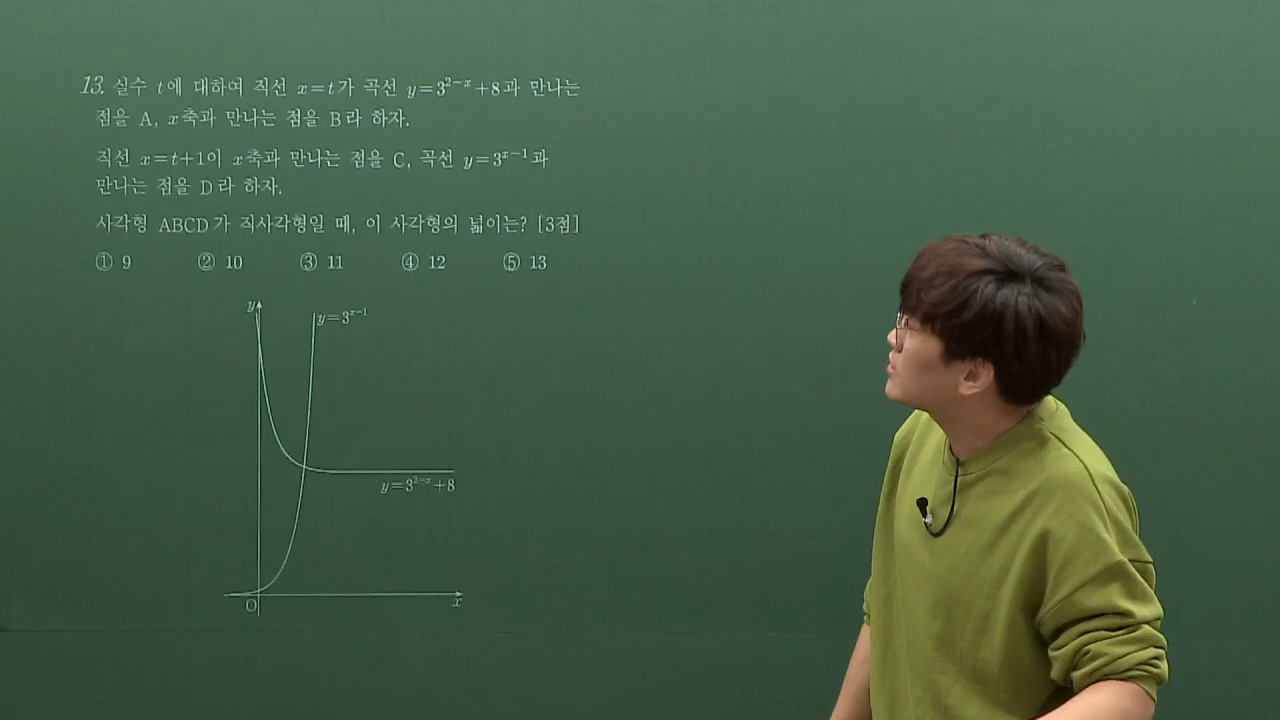 13. 실수 t에 대하여 직선 x=t가 곡선 y=3^{2-x}+8과 만나는
점을 A, x축과 만나는 점을 B라 하자.
직선 x=t+1이 x축과 만나는 점을 C, 곡선 y=3^{x-1}과
만나는 점을 D라 하자.
사각형 ABCD가 직사각형일 때, 이 사각형의 넓이는? [3점]
① 9 ② 10 ③ 11 ④ 12 ⑤ 13
y
y=3^{x-1}
y=3^{2-x}+8
O
x